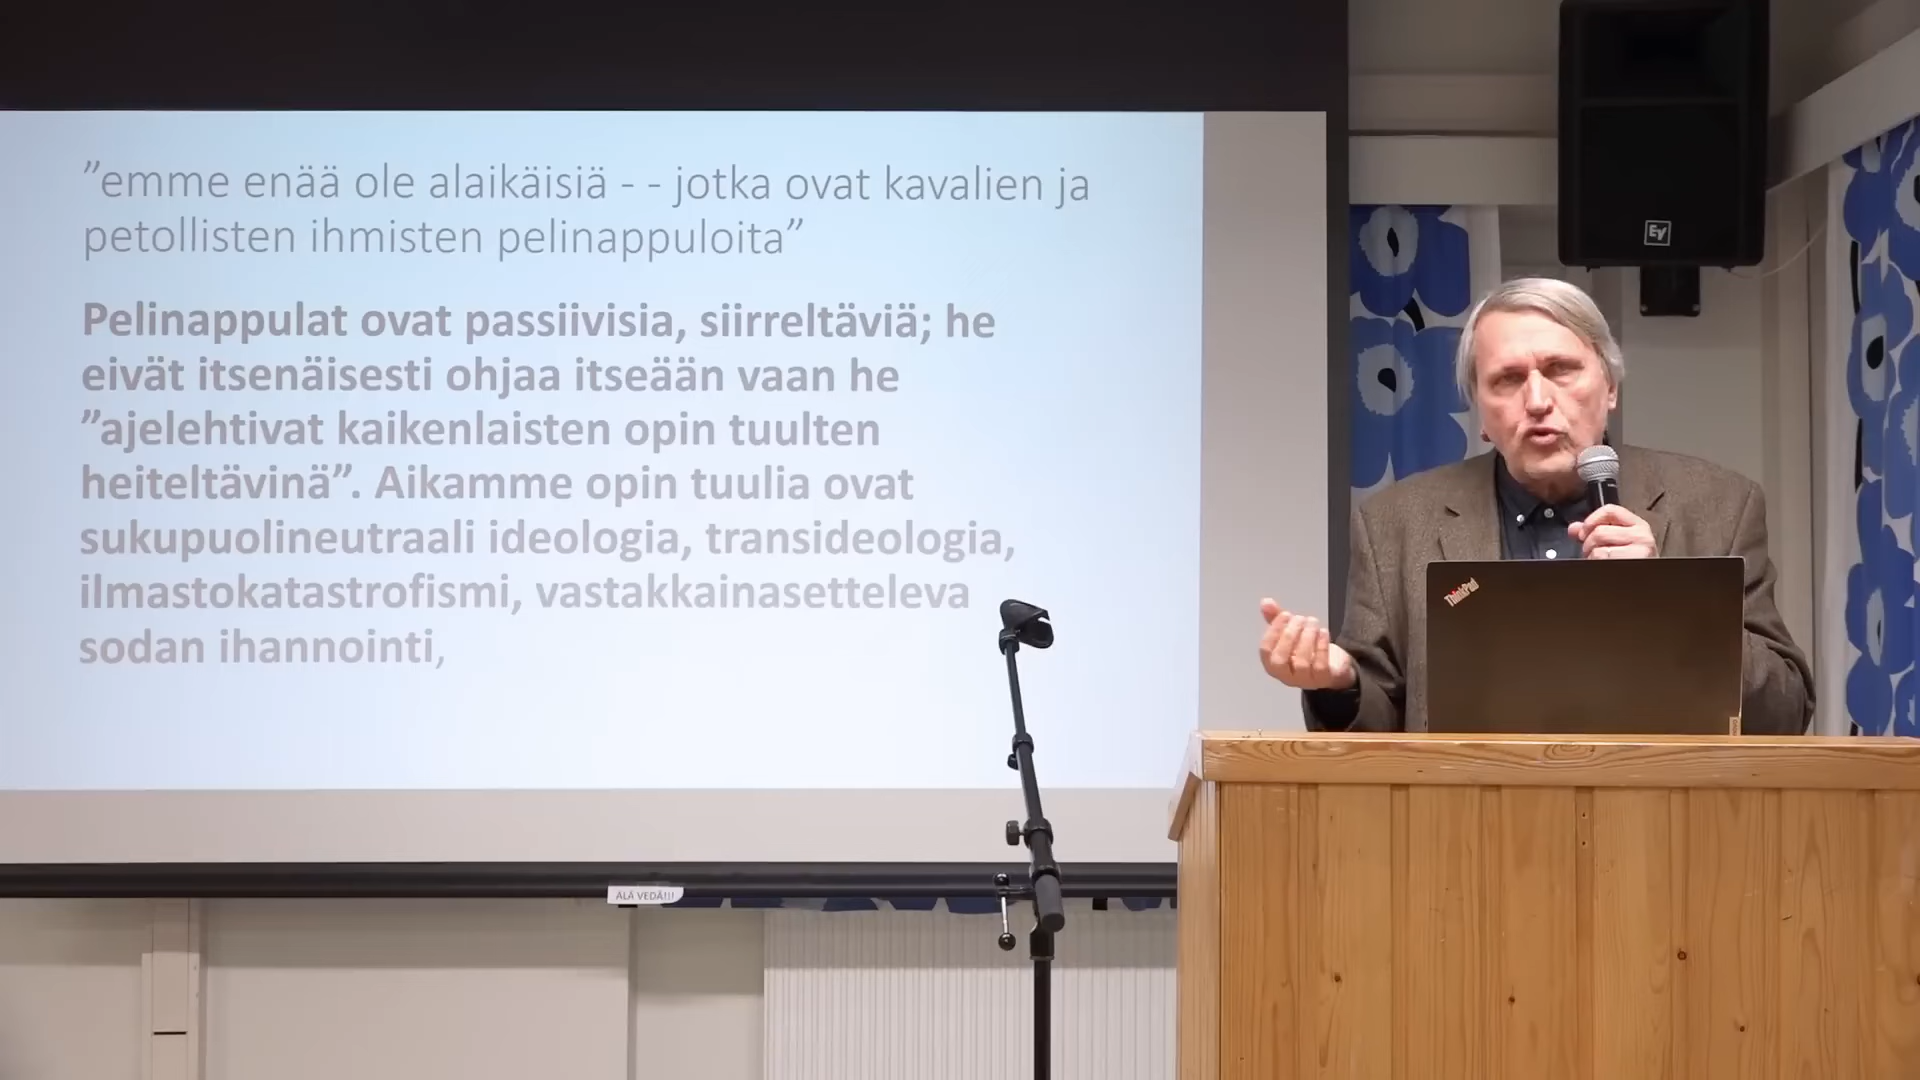 ”emme enää ole alaikäisiä - - jotka ovat kavalien ja
petollisten ihmisten pelinappuloita”
Pelinappulat ovat passiivisia, siirreltäviä; he
eivät itsenäisesti ohjaa itseään vaan he
”ajelehtivat kaikenlaisten opin tuulten
heiteltävinä”. Aikamme opin tuulia ovat
sukupuolineutraali ideologia, transideologia,
ilmastokatastrofismi, vastakkainasetteleva
sodan ihannointi,
ÄLÄ VEDÄ!!!
EV
ThinkPad